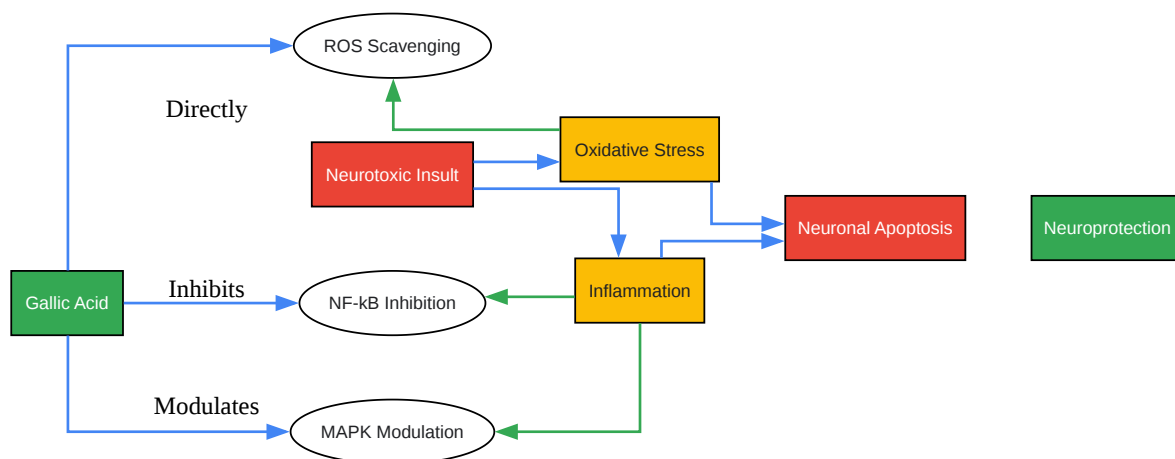 ROS Scavenging
Directly
Oxidative Stress
Neurotoxic Insult
Neuronal Apoptosis
Neuroprotection
Inhibits
Gallic Acid
NF-kB Inhibition
Inflammation
Modulates
MAPK Modulation